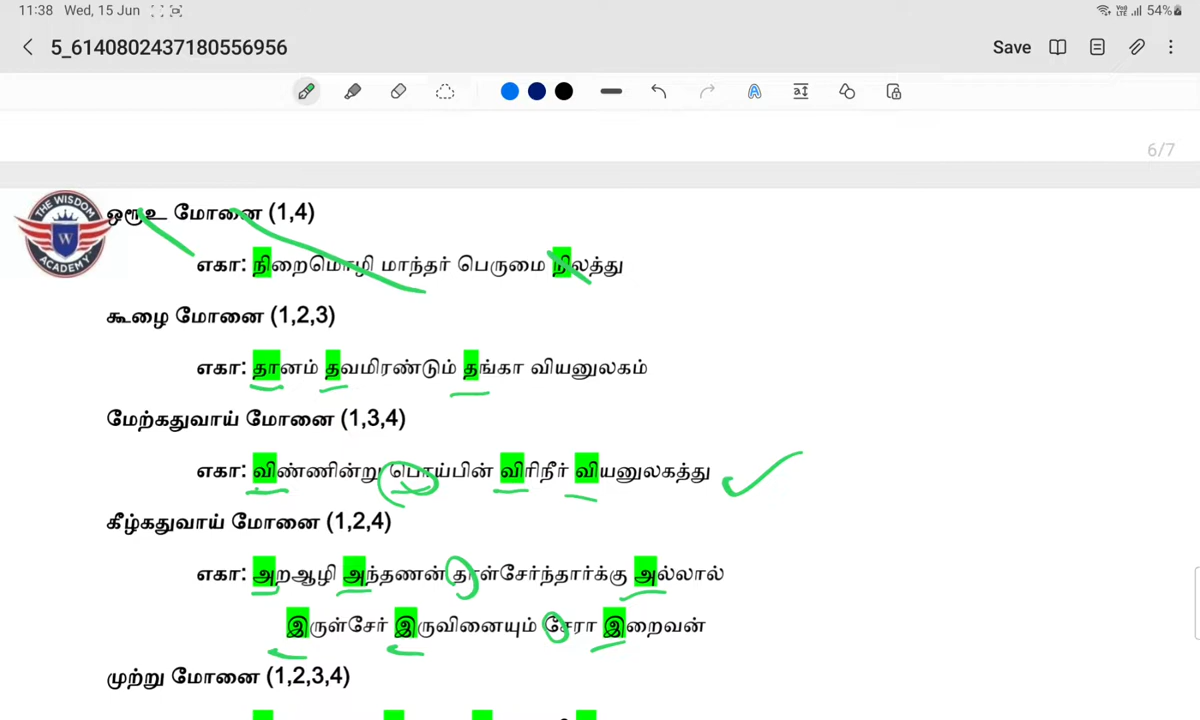 11:38 Wed, 15 Jun 54%
5_6140802437180556956 Save
6/7
THE WISDOM W ACADEMY
ஒரூஉ மோனை (1,4)
எகா: நிறைமொழி மாந்தர் பெருமை நிலத்து
கூழை மோனை (1,2,3)
எகா: தானம் தவமிரண்டும் தங்கா வியனுலகம்
மேற்கதுவாய் மோனை (1,3,4)
எகா: விண்ணின்று பொய்பின் விரிநீர் வியனுலகத்து
கீழ்கதுவாய் மோனை (1,2,4)
எகா: அறஆழி அந்தணன் தாள்சேர்ந்தார்க்கு அல்லால்
இருள்சேர் இருவினையும் சேரா இறைவன்
முற்று மோனை (1,2,3,4)